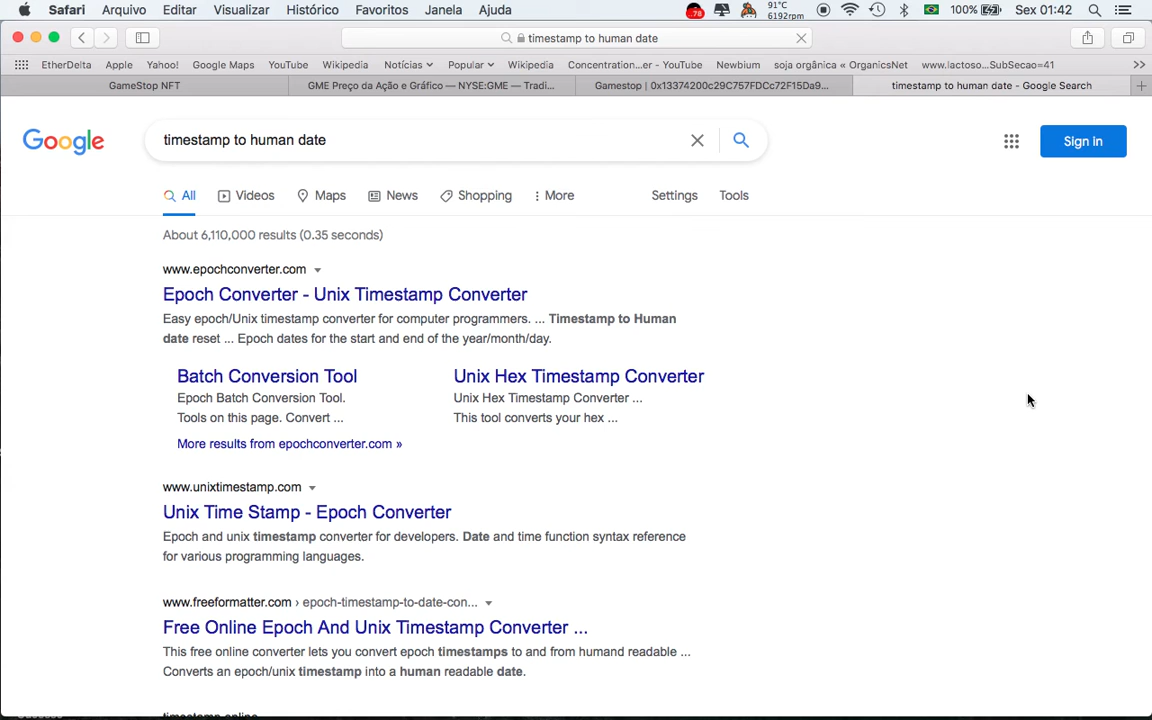 Safari Arquivo Editar Visualizar Histórico Favoritos Janela Ajuda 78 91°C 6192rpm 100% Sex 01:42
timestamp to human date
EtherDelta Apple Yahoo! Google Maps YouTube Wikipedia Notícias Popular Wikipedia Concentration...er - YouTube Newbium soja orgânica « OrganicsNet www.lactoso...SubSecao=41 >>
GameStop NFT GME Preço da Ação e Gráfico — NYSE:GME — Tradi... Gamestop | 0x13374200c29C757FDCc72F15Da9... timestamp to human date - Google Search
Google timestamp to human date Sign in
All Videos Maps News Shopping More Settings Tools
About 6,110,000 results (0.35 seconds)
www.epochconverter.com
Epoch Converter - Unix Timestamp Converter
Easy epoch/Unix timestamp converter for computer programmers. ... Timestamp to Human
date reset ... Epoch dates for the start and end of the year/month/day.
Batch Conversion Tool Unix Hex Timestamp Converter
Epoch Batch Conversion Tool. Unix Hex Timestamp Converter ...
Tools on this page. Convert ... This tool converts your hex ...
More results from epochconverter.com »
www.unixtimestamp.com
Unix Time Stamp - Epoch Converter
Epoch and unix timestamp converter for developers. Date and time function syntax reference
for various programming languages.
www.freeformatter.com › epoch-timestamp-to-date-con...
Free Online Epoch And Unix Timestamp Converter ...
This free online converter lets you convert epoch timestamps to and from humand readable ...
Converts an epoch/unix timestamp into a human readable date.
timestamp.online